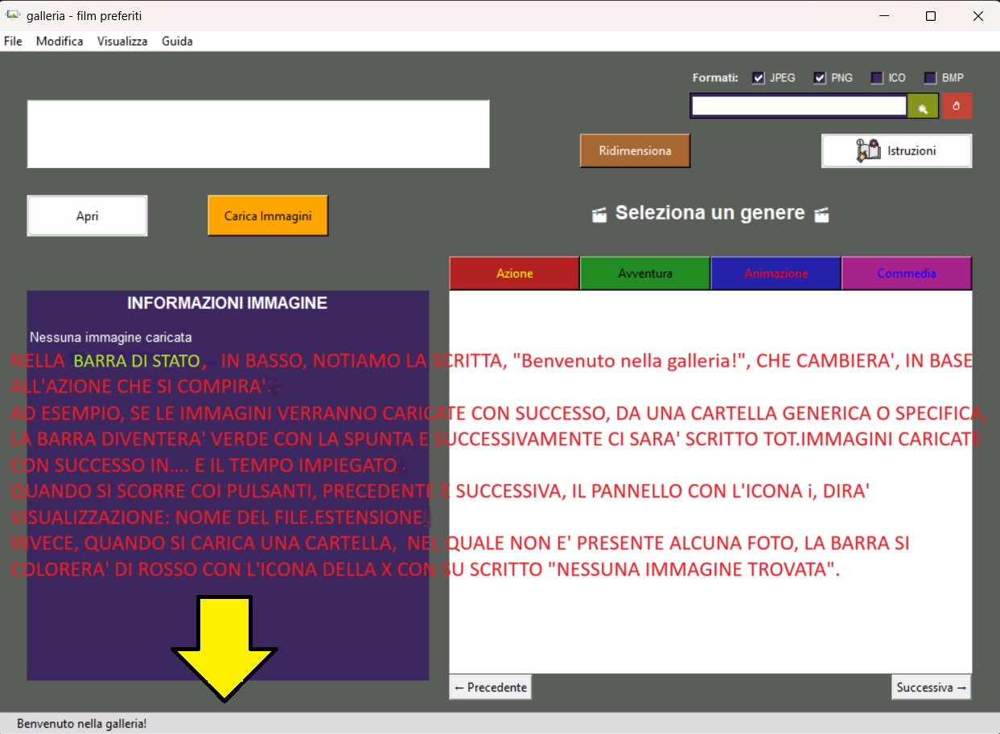 galleria - film preferiti
File Modifica Visualizza Guida
Formati: JPEG PNG ICO BMP
Ridimensiona
Istruzioni
Apri
Carica Immagini
Seleziona un genere
Azione Avventura Animazione Commedia
INFORMAZIONI IMMAGINE
Nessuna immagine caricata
NELLA BARRA DI STATO, IN BASSO, NOTIAMO LA SCRITTA, "Benvenuto nella galleria!", CHE CAMBIERA', IN BASE
ALL'AZIONE CHE SI COMPIRA'.
AD ESEMPIO, SE LE IMMAGINI VERRANNO CARICATE CON SUCCESSO, DA UNA CARTELLA GENERICA O SPECIFICA,
LA BARRA DIVENTERA' VERDE CON LA SPUNTA E SUCCESSIVAMENTE CI SARA' SCRITTO TOT.IMMAGINI CARICATE
CON SUCCESSO IN.... E IL TEMPO IMPIEGATO.
QUANDO SI SCORRE COI PULSANTI, PRECEDENTE E SUCCESSIVA, IL PANNELLO CON L'ICONA i, DIRA'
VISUALIZZAZIONE: NOME DEL FILE.ESTENSIONE.
INVECE, QUANDO SI CARICA UNA CARTELLA, NEL QUALE NON E' PRESENTE ALCUNA FOTO, LA BARRA SI
COLORERA' DI ROSSO CON L'ICONA DELLA X CON SU SCRITTO "NESSUNA IMMAGINE TROVATA".
← Precedente
Successiva →
Benvenuto nella galleria!